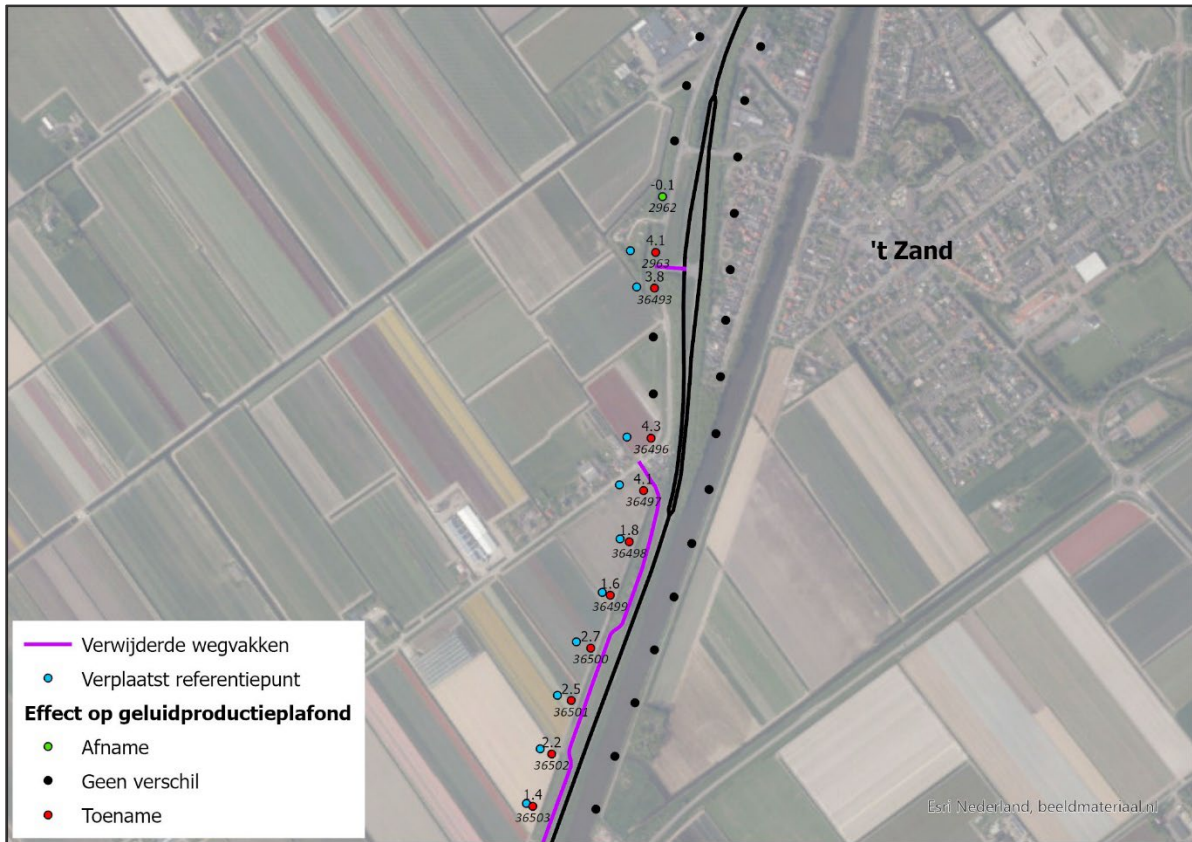 -0.1
2962
4.1
2963
3.8
36493
't Zand
4.3
36496
4.1
36497
1.8
36498
1.6
36499
2.7
36500
2.5
36501
2.2
36502
1.4
36503
Verwijderde wegvakken
Verplaatst referentiepunt
Effect op geluidproductieplafond
Afname
Geen verschil
Toename
Esri Nederland, beeldmateriaal.nl